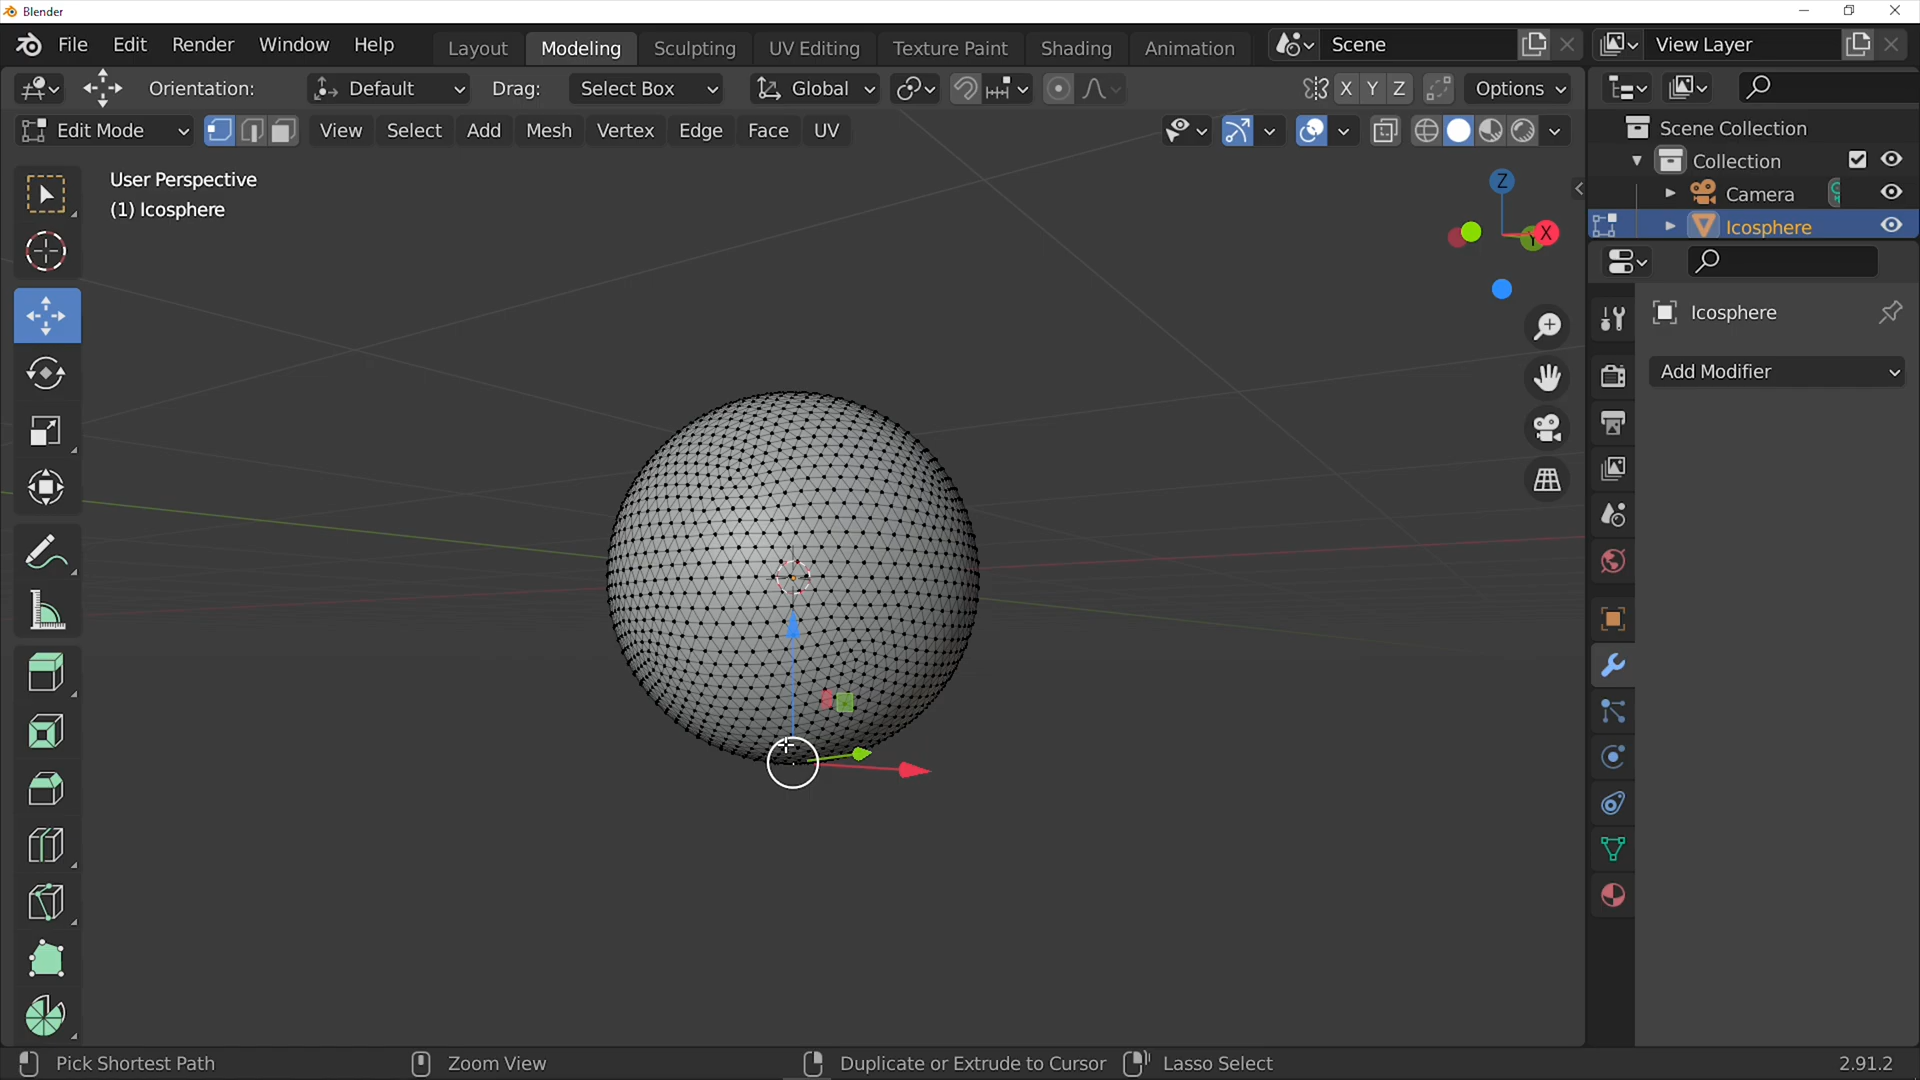 Blender
File Edit Render Window Help Layout Modeling Sculpting UV Editing Texture Paint Shading Animation Scene View Layer
Orientation: Default Drag: Select Box Global X Y Z Options
Edit Mode View Select Add Mesh Vertex Edge Face UV
User Perspective
(1) Icosphere
Z
X
Y
Scene Collection
Collection
Camera
Icosphere
Icosphere
Add Modifier
Pick Shortest Path Zoom View Duplicate or Extrude to Cursor Lasso Select 2.91.2